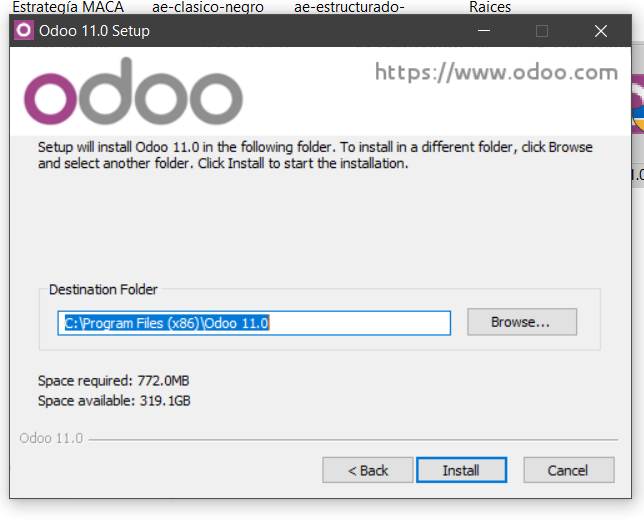 Estrategía MACA ae-clasico-negro ae-estructurado- Raices
Odoo 11.0 Setup
odoo
https://www.odoo.com
Setup will install Odoo 11.0 in the following folder. To install in a different folder, click Browse
and select another folder. Click Install to start the installation.
Destination Folder
C:\Program Files (x86)\Odoo 11.0
Browse...
Space required: 772.0MB
Space available: 319.1GB
Odoo 11.0
< Back Install Cancel